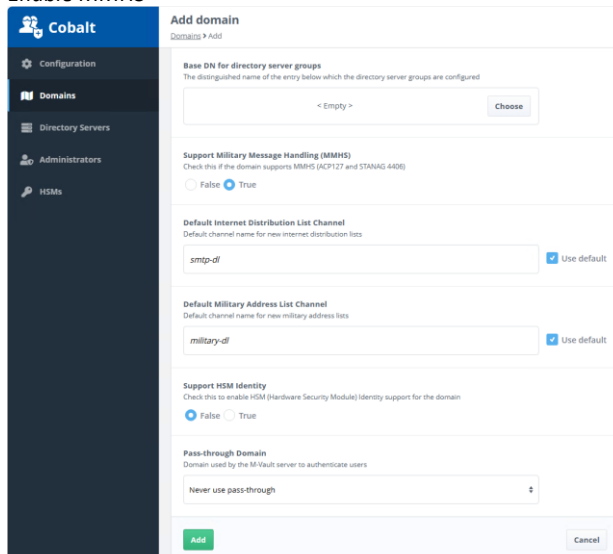 Cobalt
Configuration
Domains
Directory Servers
Administrators
HSMs
Add domain
Domains > Add
Base DN for directory server groups
The distinguished name of the entry below which the directory server groups are configured
< Empty >
Choose
Support Military Message Handling (MMHS)
Check this if the domain supports MMHS (ACP127 and STANAG 4406)
False True
Default Internet Distribution List Channel
Default channel name for new internet distribution lists
smtp-dl
Use default
Default Military Address List Channel
Default channel name for new military address lists
military-dl
Use default
Support HSM Identity
Check this to enable HSM (Hardware Security Module) Identity support for the domain
False True
Pass-through Domain
Domain used by the M-Vault server to authenticate users
Never use pass-through
Add
Cancel